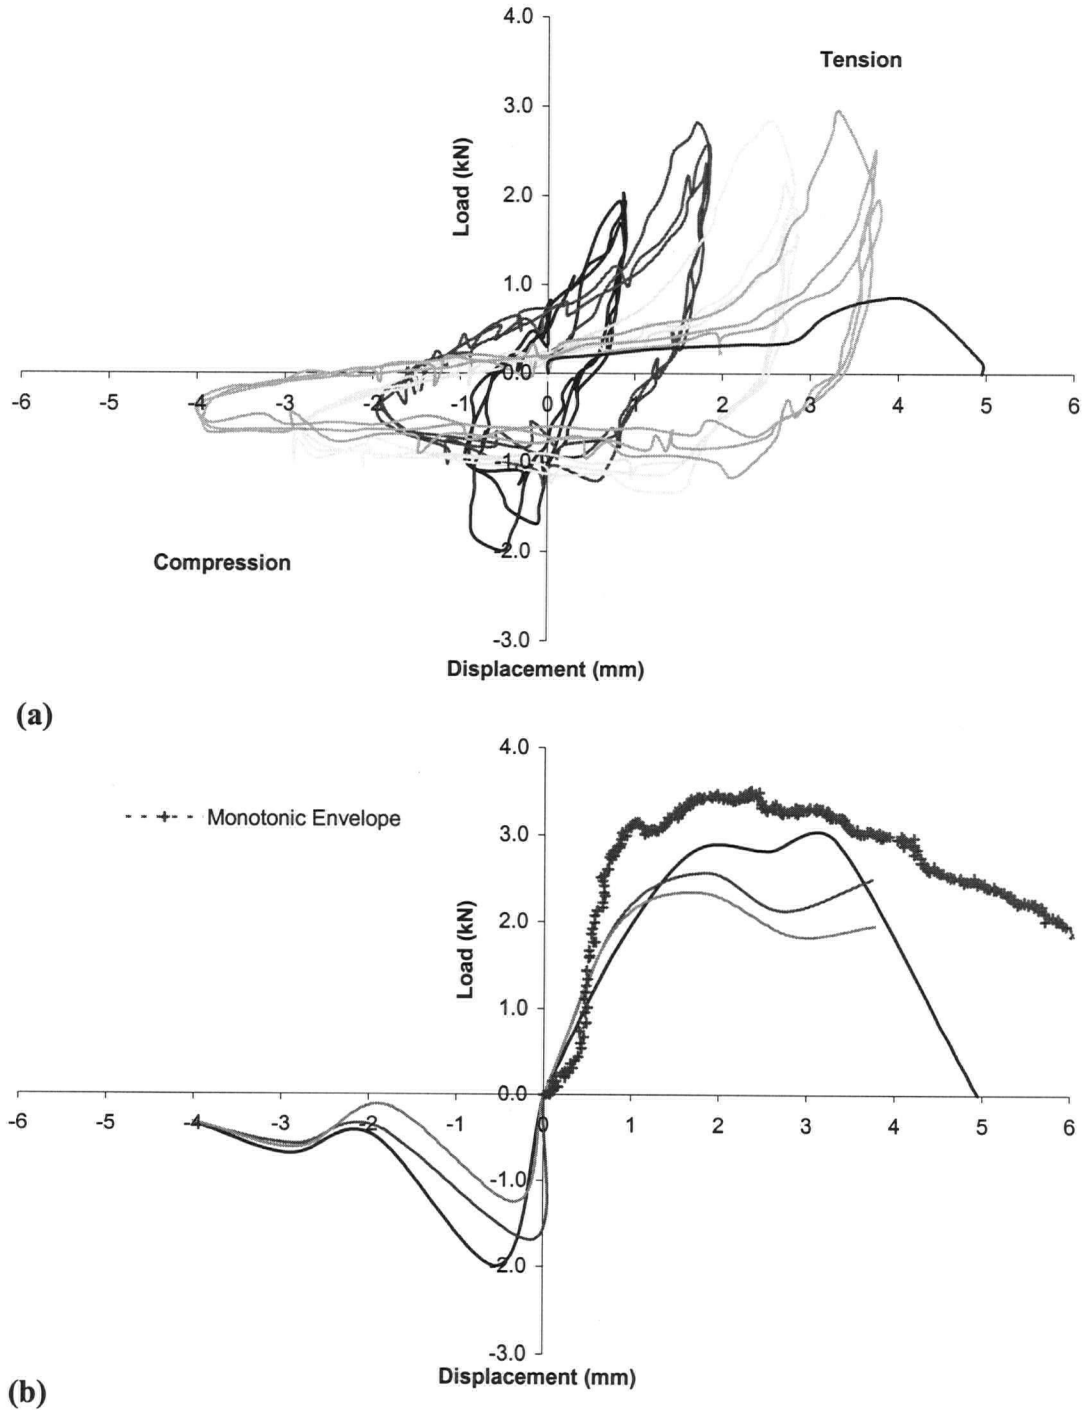 4.0
Tension
3.0
Load (kN)
2.0
1.0
0.0
-6 -5 -4 -3 -2 -1 0 1 2 3 4 5 6
-1.0
Compression
-2.0
-3.0
Displacement (mm)
(a)
4.0
Monotonic Envelope
3.0
Load (kN)
2.0
1.0
0.0
-6 -5 -4 -3 -2 -1 0 1 2 3 4 5 6
-1.0
-2.0
-3.0
Displacement (mm)
(b)